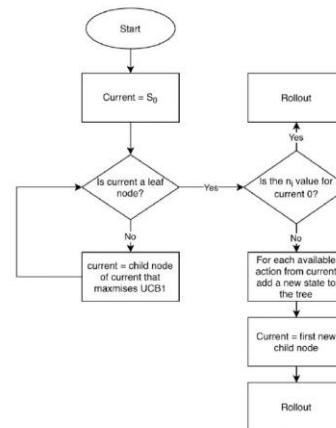 Start
Current = S₀
Is current a leaf
node?
Yes
No
current = child node
of current that
maxmises UCB1
Rollout
Yes
Is the nᵢ value for
current 0?
No
For each available
action from current
add a new state to
the tree
Current = first new
child node
Rollout